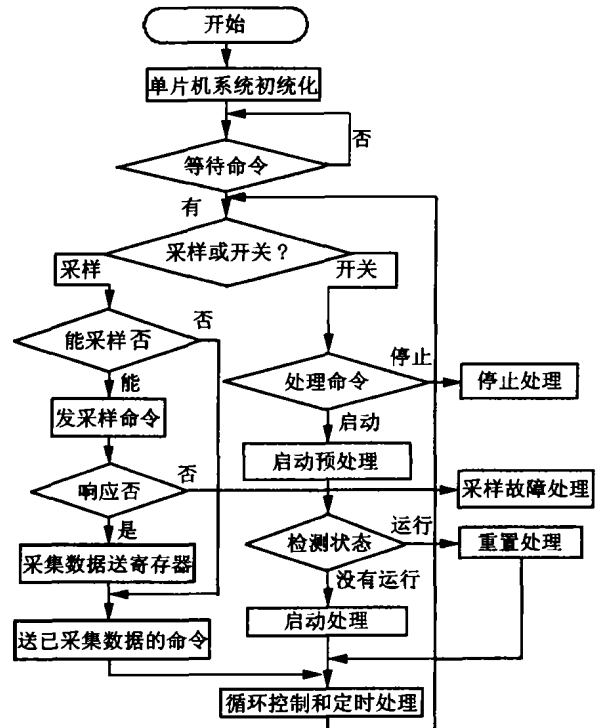 开始
单片机系统初统化
否
等待命令
有
采样或开关？
采样
开关
能采样否
否
停止
处理命令
停止处理
能
启动
发采样命令
启动预处理
响应否
否
采样故障处理
是
运行
检测状态
重置处理
采集数据送寄存器
没有运行
启动处理
送已采集数据的命令
循环控制和定时处理